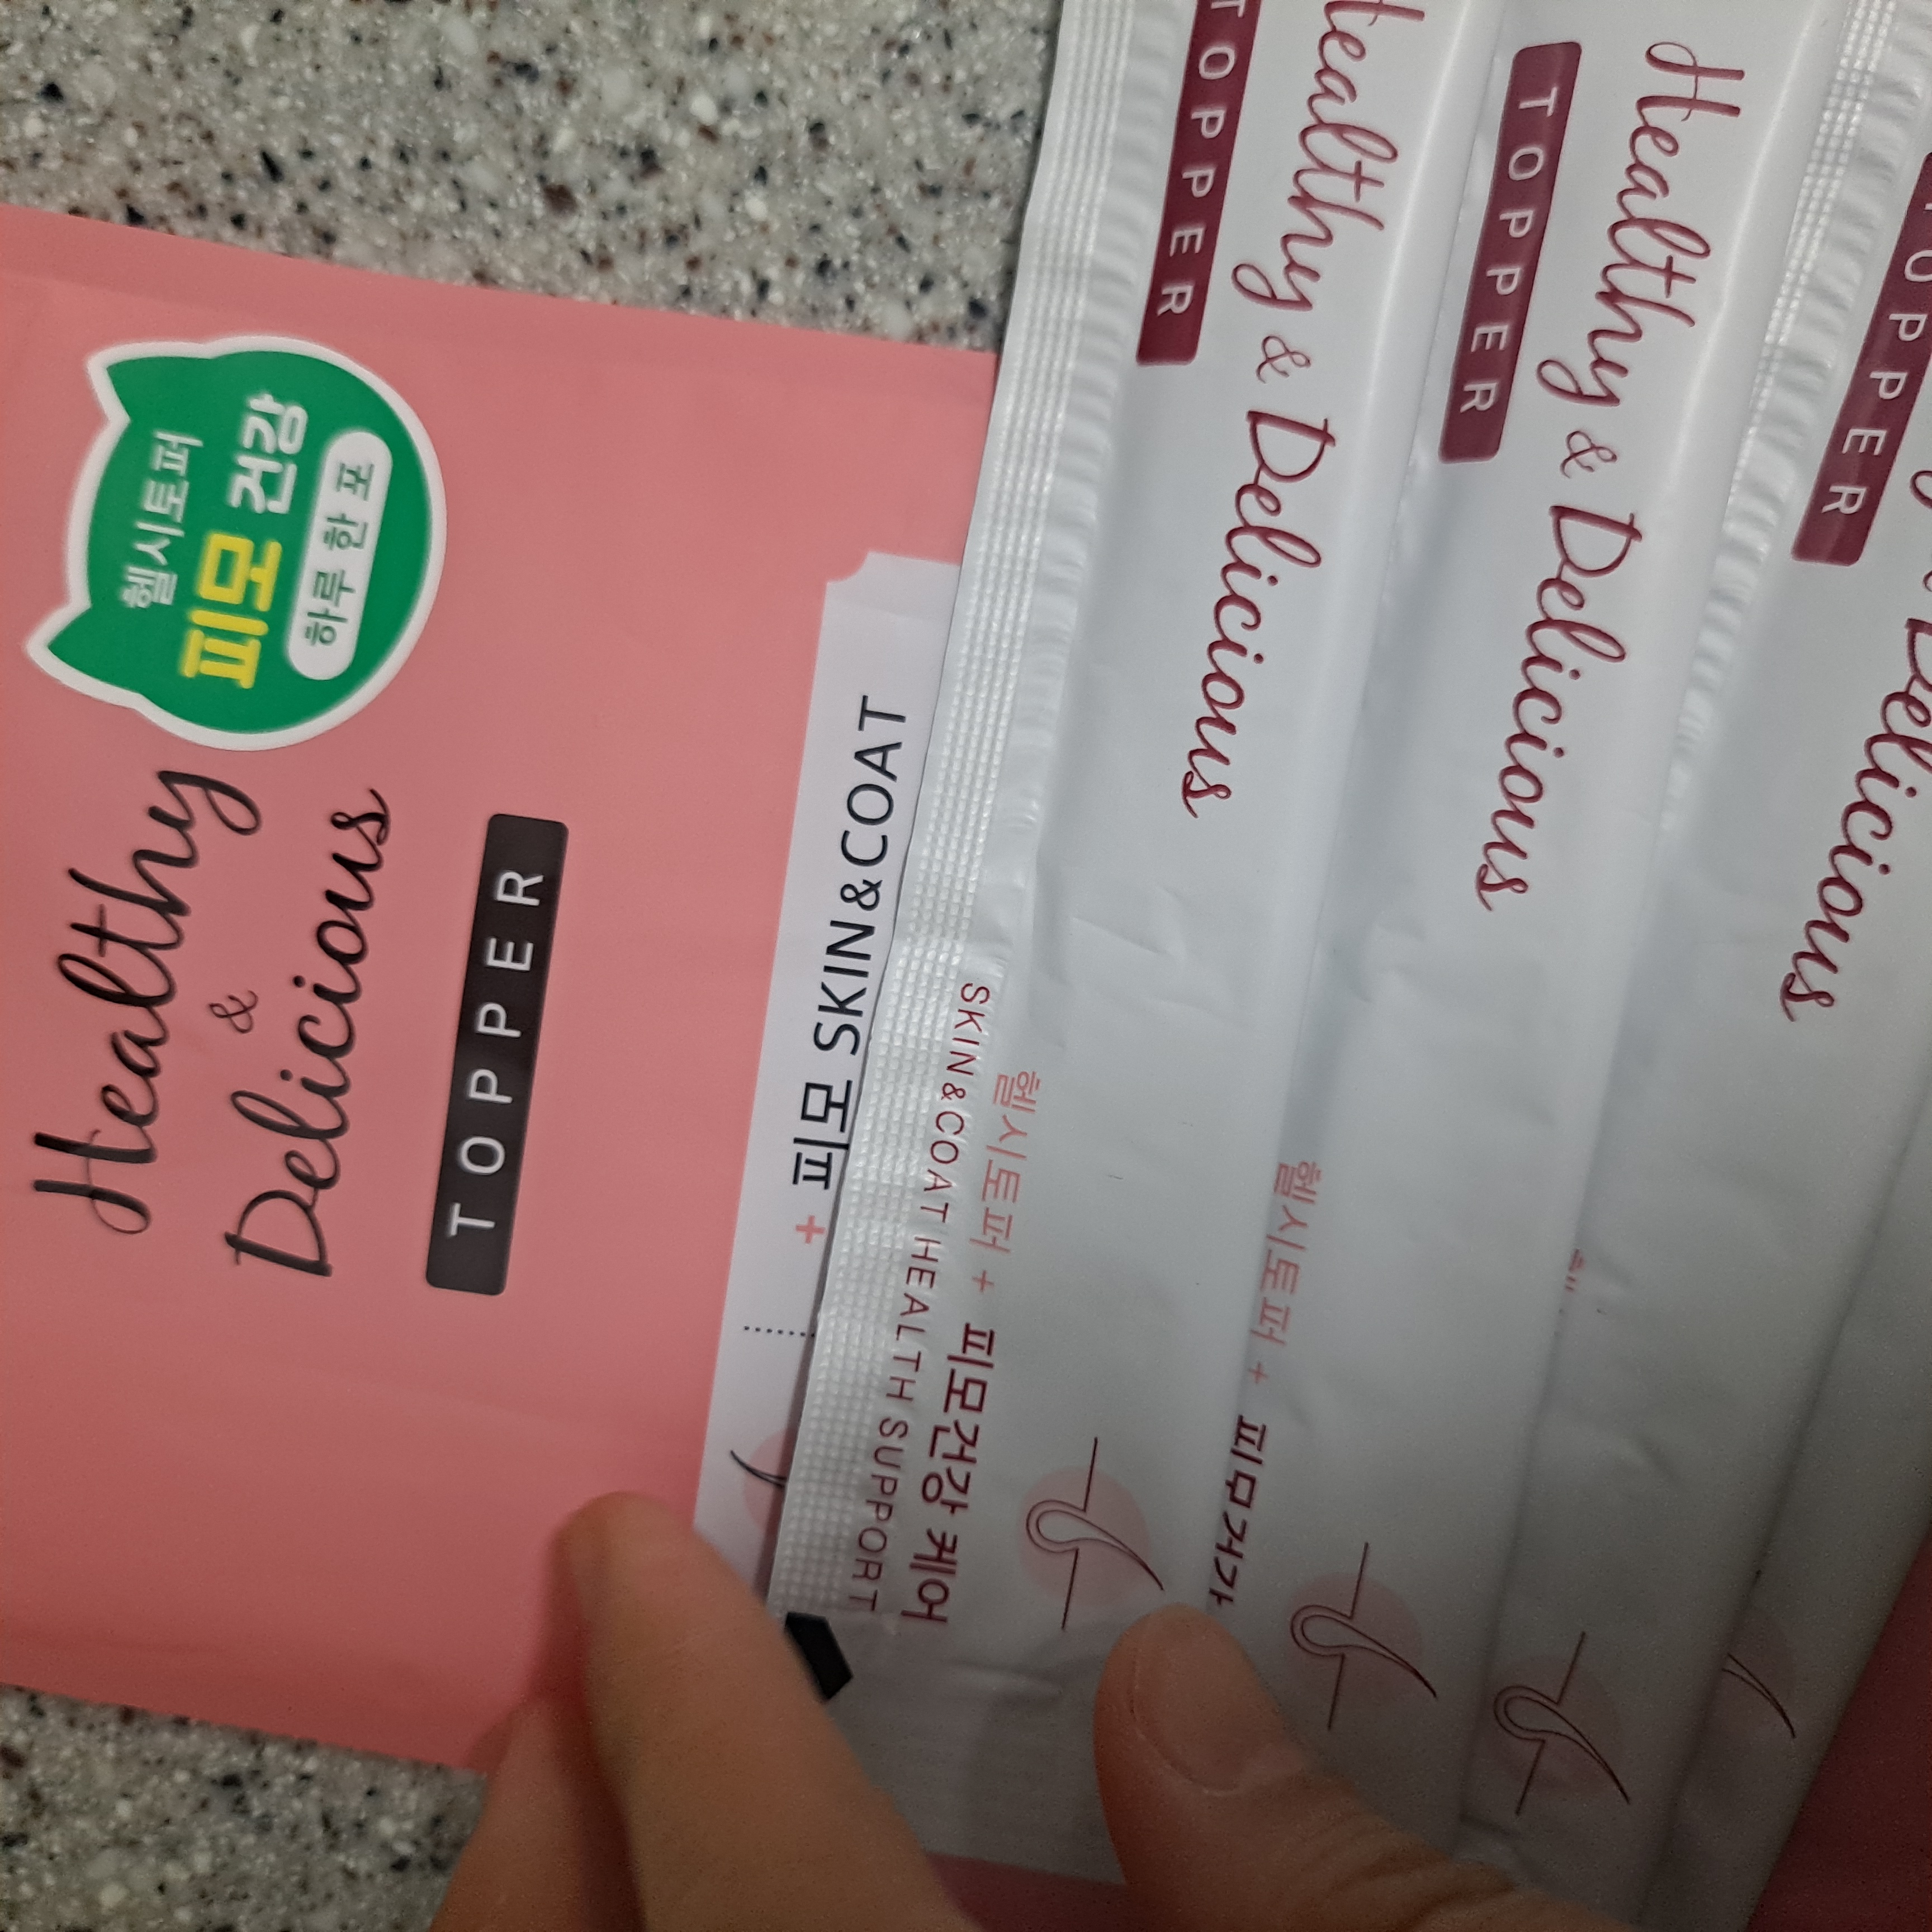 헬시토퍼
피모 건강
하루 한 포
Healthy
&
Delicious
TOPPER
+ 피모 SKIN&COAT
TOPPER
Healthy & Delicious
헬시토퍼 + 피모건강 케어
SKIN&COAT HEALTH SUPPORT
TOPPER
Healthy & Delicious
헬시토퍼 +
TOPPER
Delicious